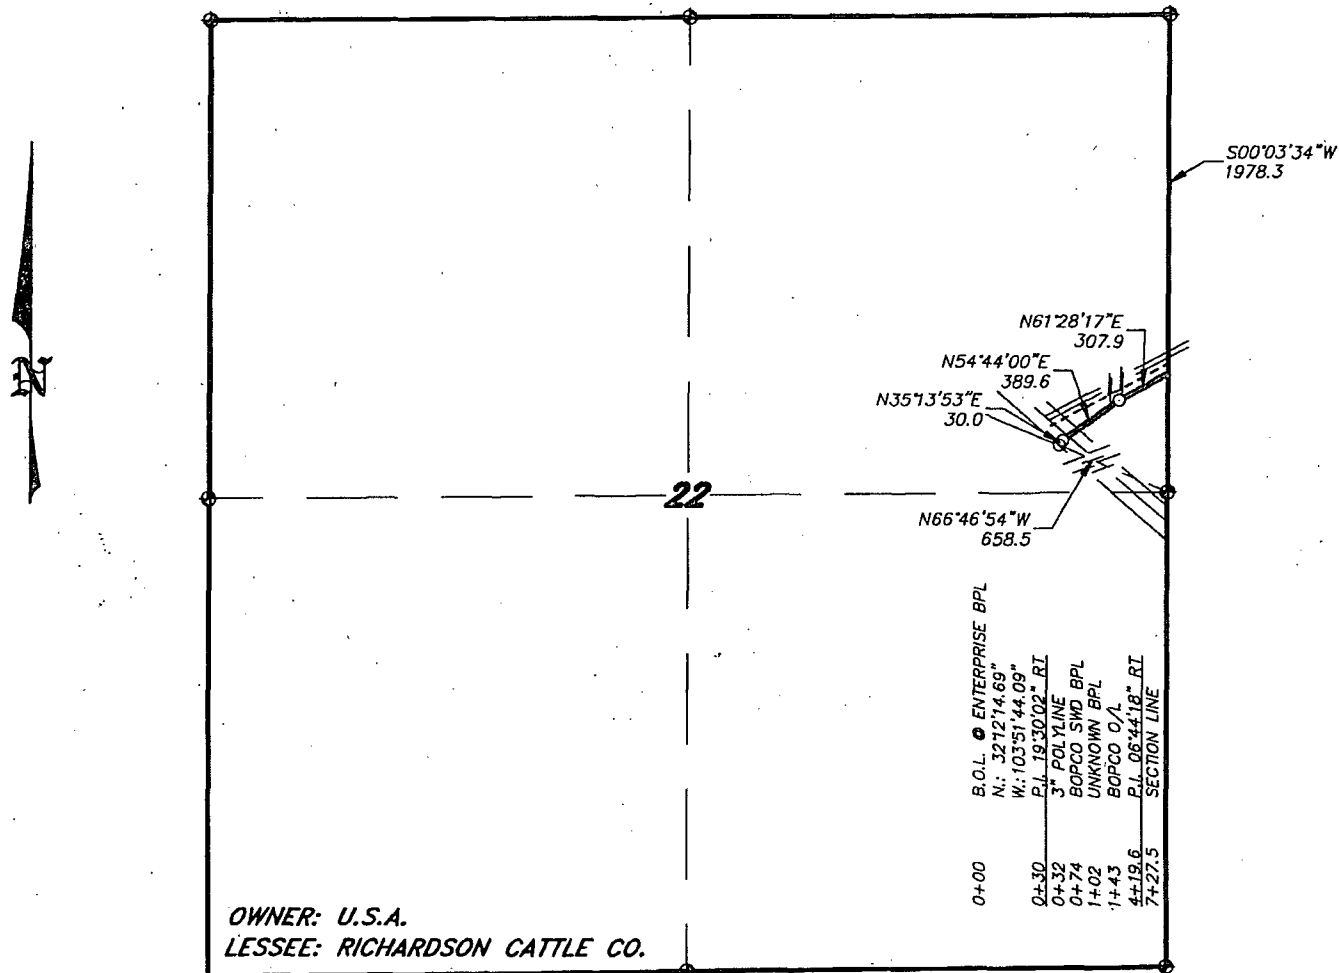 S00°03'34"W
1978.3
N61°28'17"E
307.9
N54°44'00"E
389.6
N35°13'53"E
30.0
22
N66°46'54"W
658.5
0+00 B.O.L. @ ENTERPRISE BPL
N.: 32°12'14.69"
W.: 103°51'44.09"
0+30 P.I. 19°30'02" RT
0+32 3" POLYLINE
0+74 BOPCO SWD BPL
1+02 UNKNOWN BPL
1+43 BOPCO O/L
4+19.6 P.I. 06°44'18" RT
7+27.5 SECTION LINE
OWNER: U.S.A.
LESSEE: RICHARDSON CATTLE CO.
N